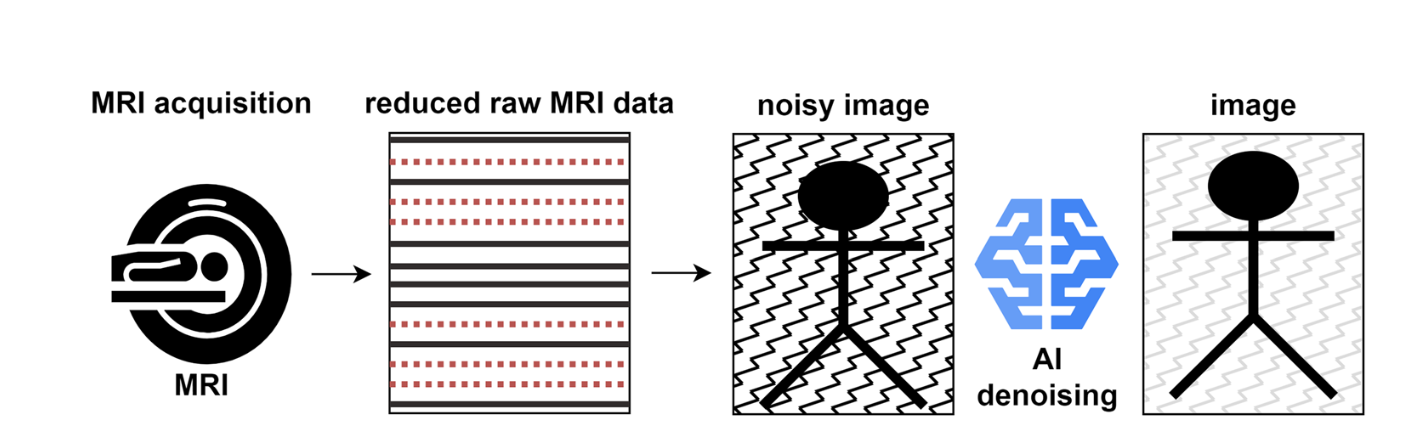 MRI acquisition
reduced raw MRI data
noisy image
image
MRI
AI
denoising